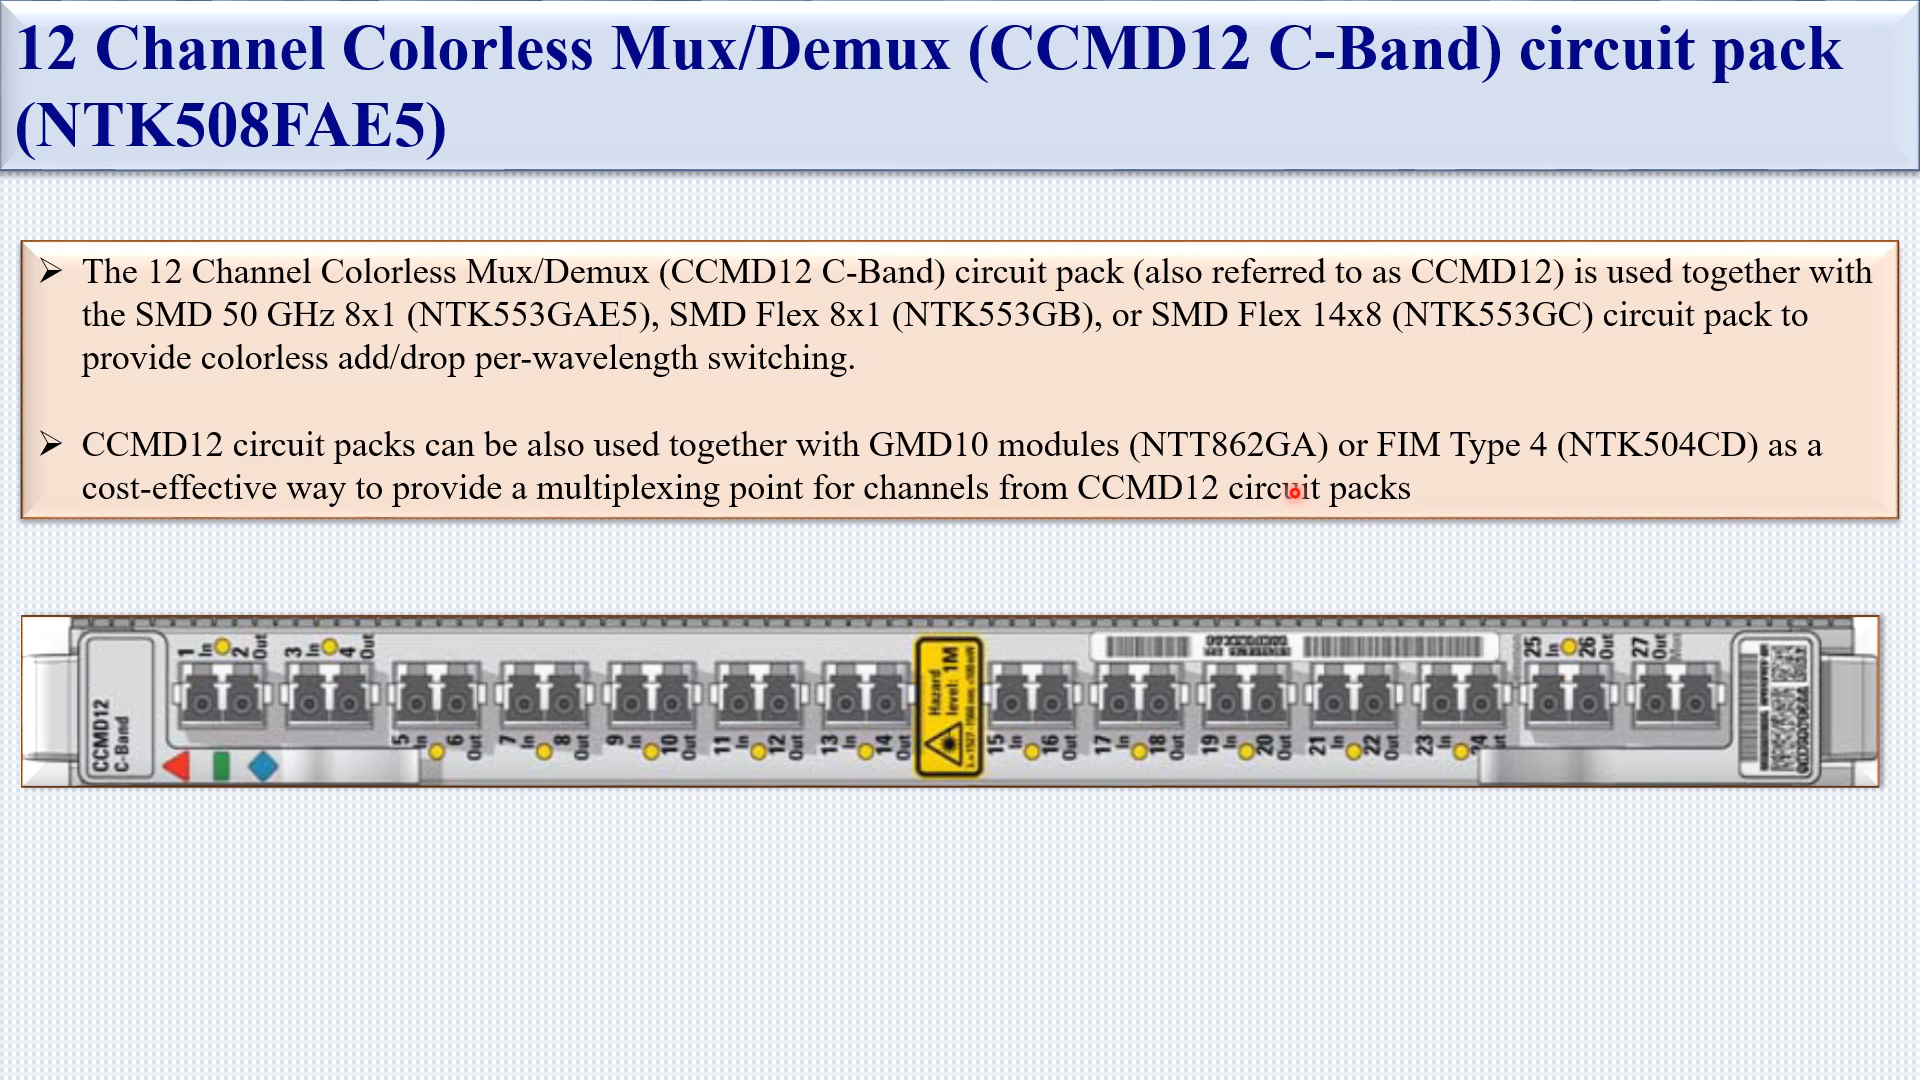 12 Channel Colorless Mux/Demux (CCMD12 C-Band) circuit pack
(NTK508FAE5)
➢ The 12 Channel Colorless Mux/Demux (CCMD12 C-Band) circuit pack (also referred to as CCMD12) is used together with
the SMD 50 GHz 8x1 (NTK553GAE5), SMD Flex 8x1 (NTK553GB), or SMD Flex 14x8 (NTK553GC) circuit pack to
provide colorless add/drop per-wavelength switching.
➢ CCMD12 circuit packs can be also used together with GMD10 modules (NTT862GA) or FIM Type 4 (NTK504CD) as a
cost-effective way to provide a multiplexing point for channels from CCMD12 circuit packs
CCMD12
C-Band
1 In 2 Out
3 In 4 Out
5 In 6 Out
7 In 8 Out
9 In 10 Out
11 In 12 Out
13 In 14 Out
Hazard
level: 1M
15 In 16 Out
17 In 18 Out
19 In 20 Out
21 In 22 Out
23 In 24
25 In 26 Out
27 Out